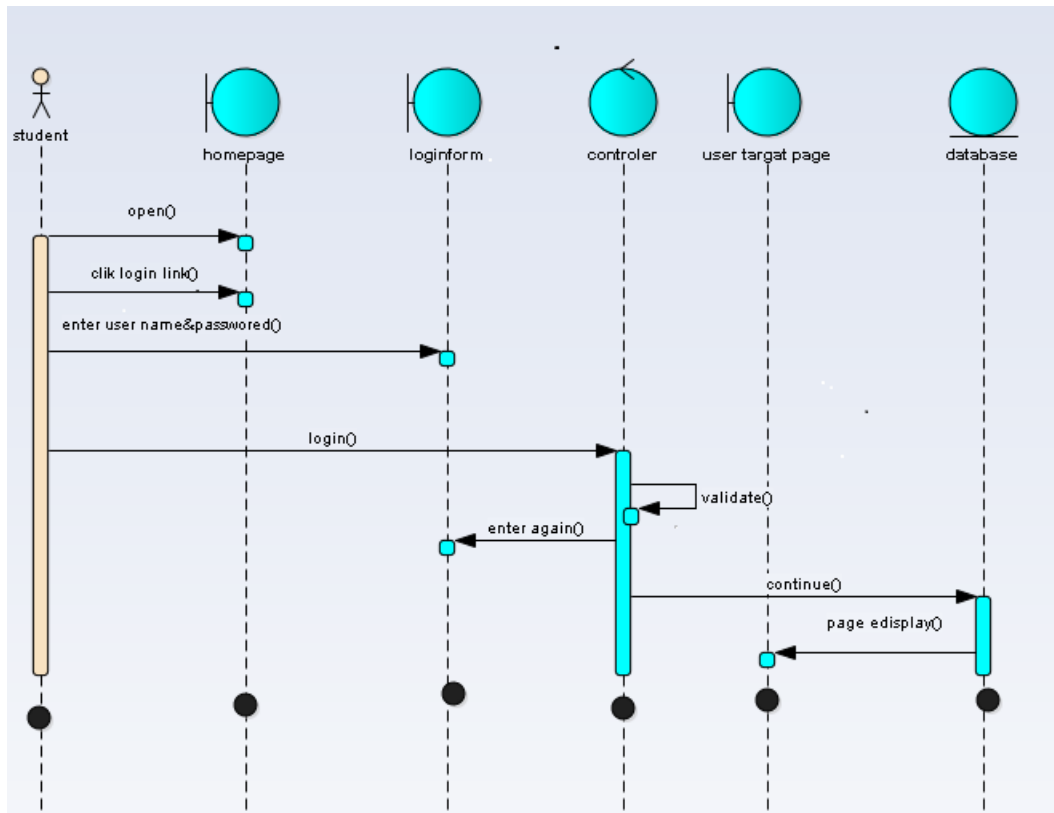 student
homepage
loginform
controler
user targat page
database
open()
clik login link()
enter user name&passwored()
login()
validate()
enter again()
continue()
page edisplay()